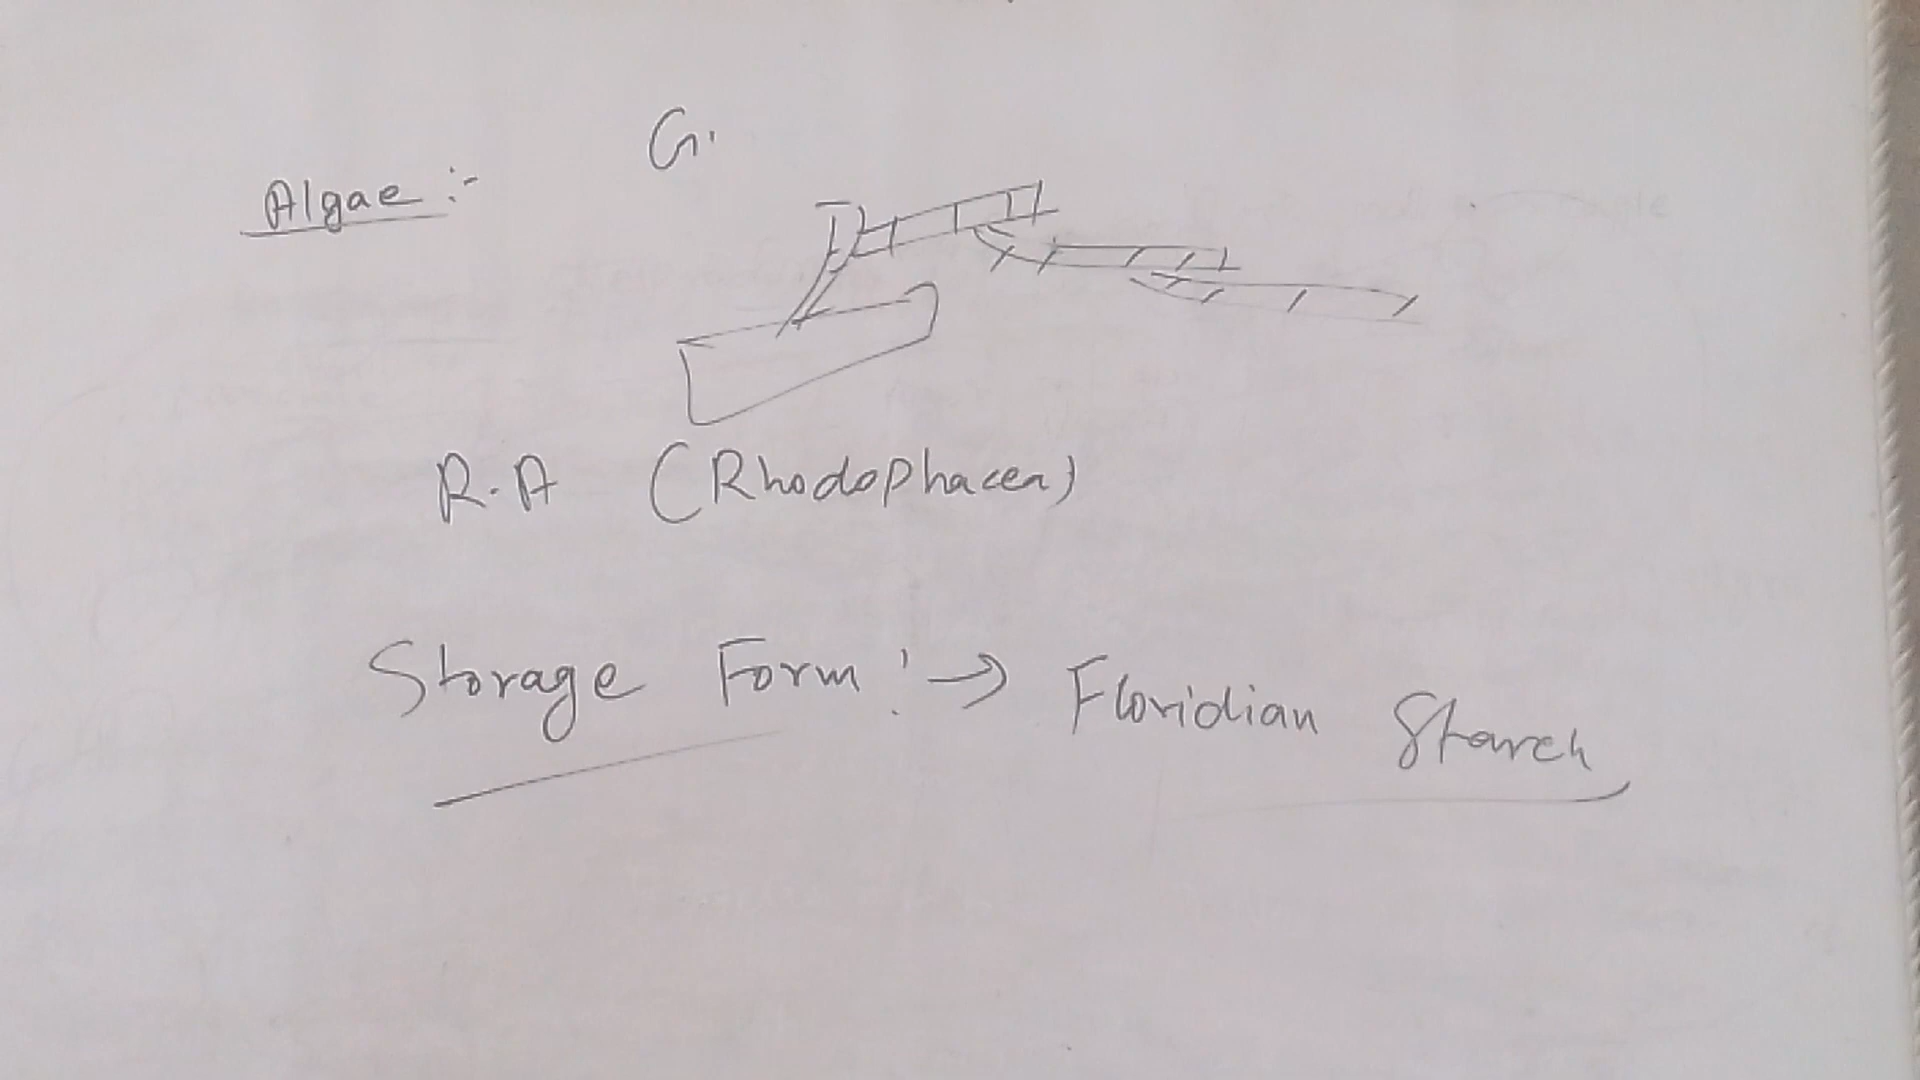 G.
Algae :-
R.A (Rhodophacea)
Storage Form :→ Floridian Starch